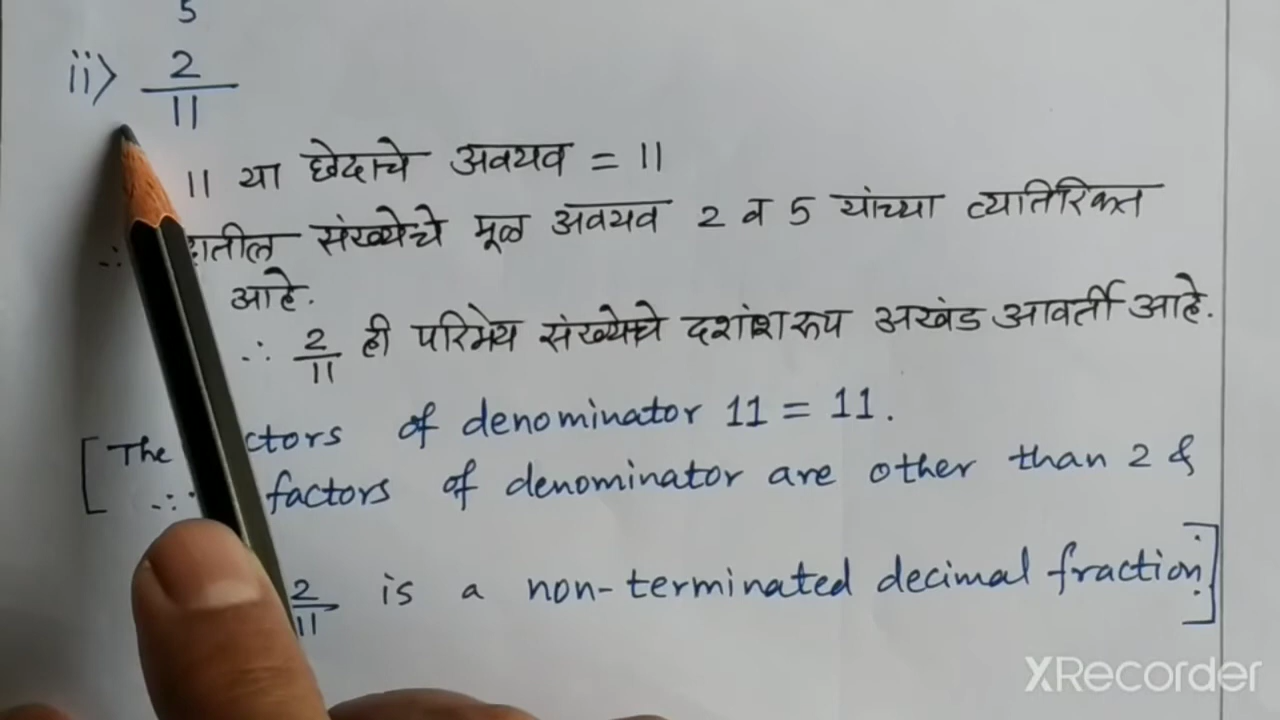 5
ii> 2/11
11 या छेदाचे अवयव = 11
∴ संख्येचे मूळ अवयव 2 व 5 यांच्या व्यतिरिक्त
आहे.
∴ 2/11 ही परिमेय संख्येचे दशांशरूप अखंड आवर्ती आहे.
[The factors of denominator 11 = 11.
∴ factors of denominator are other than 2 &
2/11 is a non-terminated decimal fraction.]
XRecorder